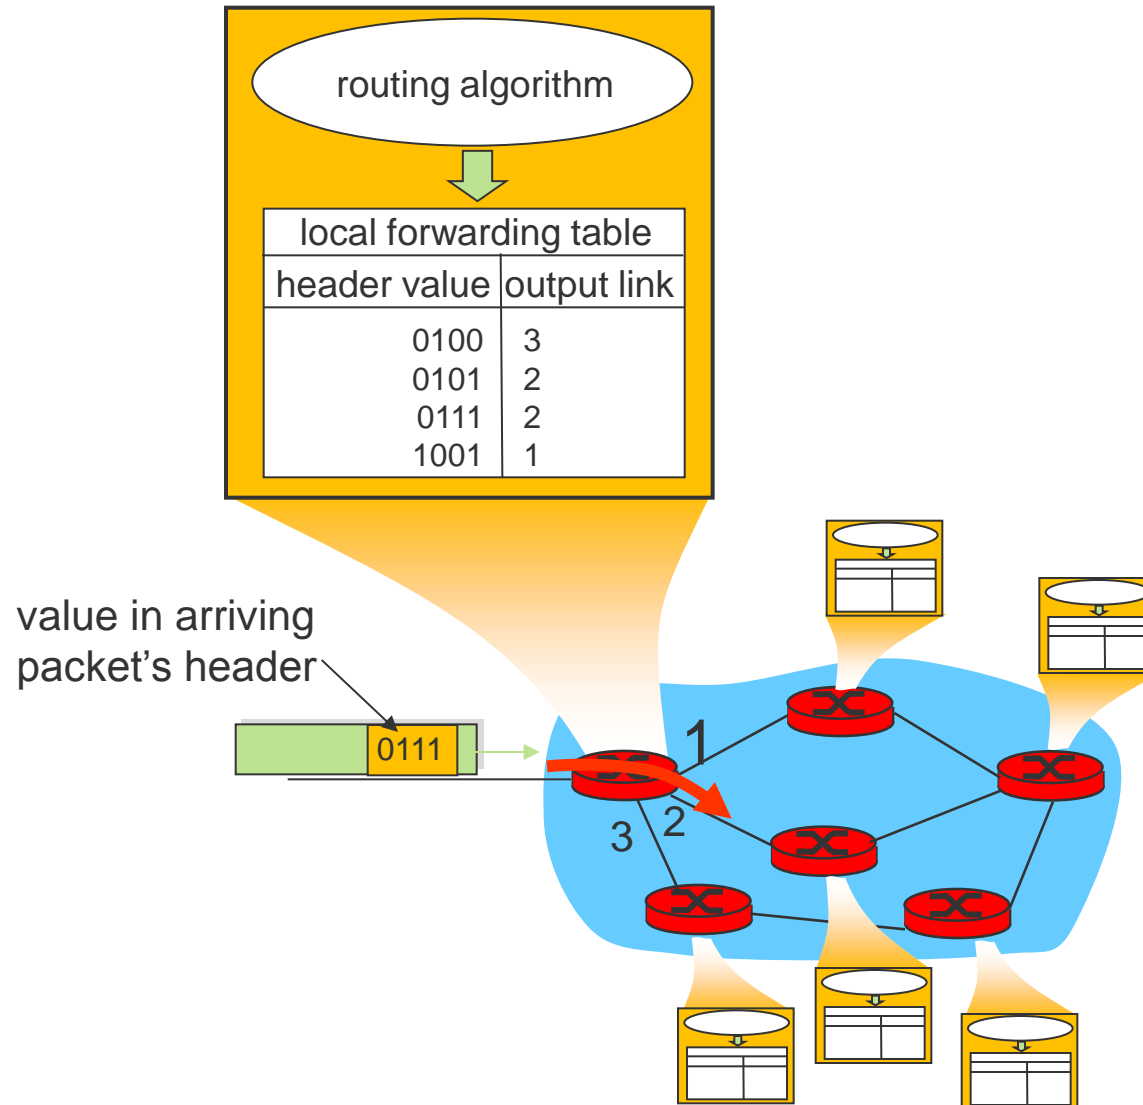 routing algorithm
local forwarding table
header value output link
0100 3
0101 2
0111 2
1001 1
value in arriving
packet's header
0111
1
2
3